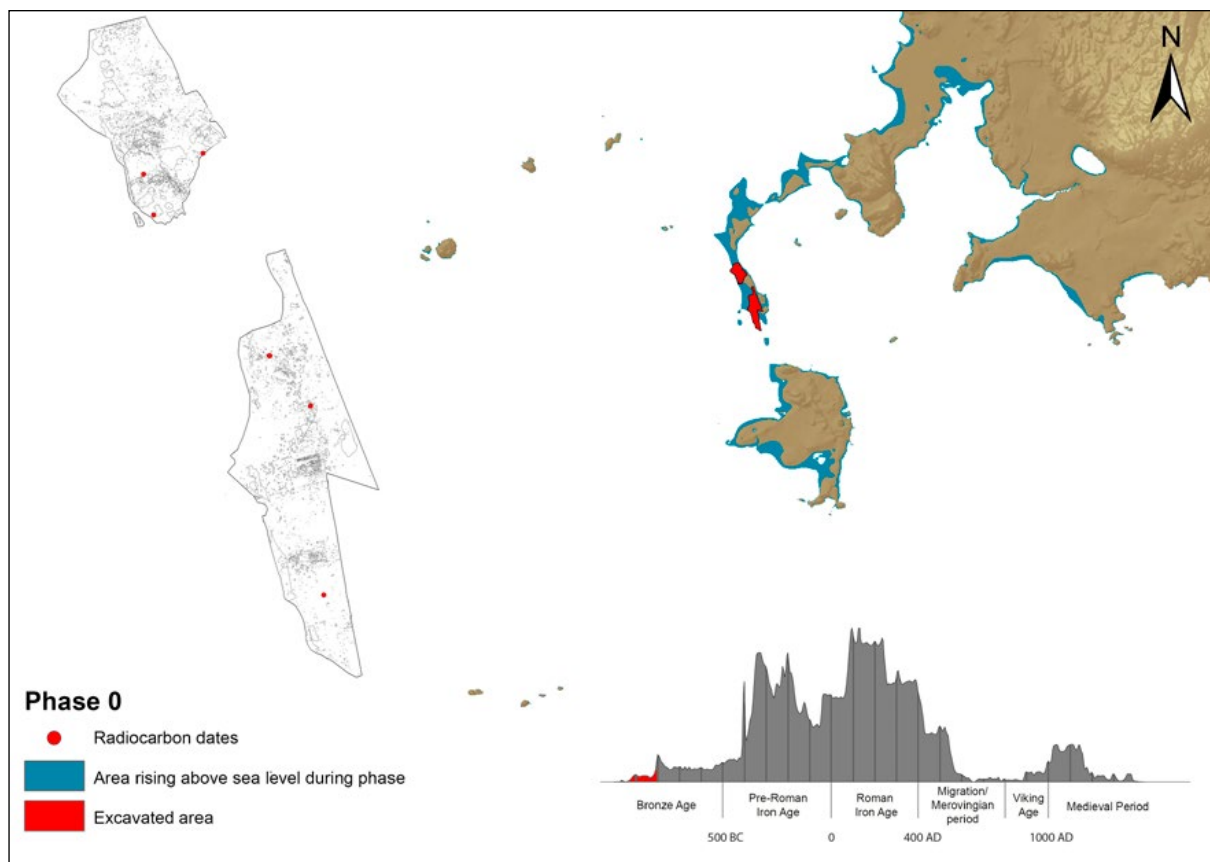 N
Phase 0
Radiocarbon dates
Area rising above sea level during phase
Excavated area
Bronze Age
Pre-Roman
Iron Age
Roman
Iron Age
Migration/
Merovingian
period
Viking
Age
Medieval Period
500 BC
0
400 AD
1000 AD